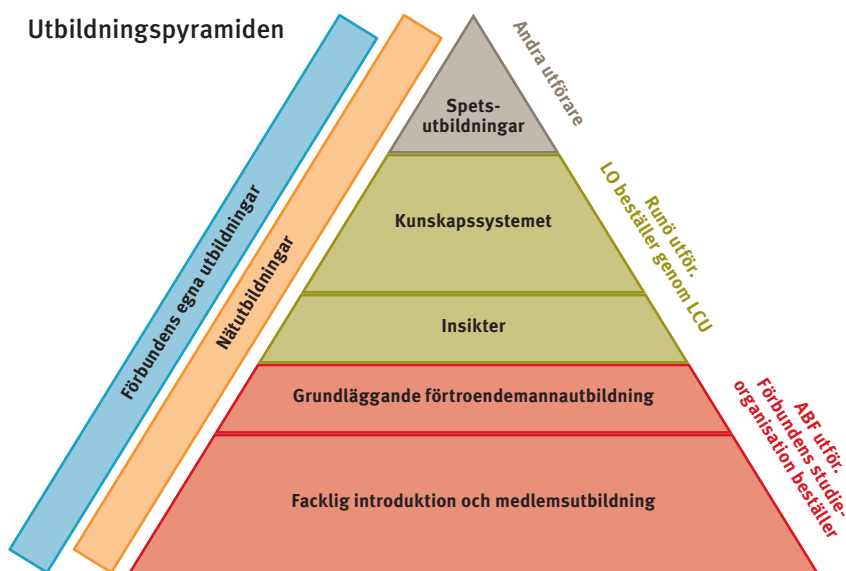 Utbildningspyramiden
Förbundens egna utbildningar
Nätutbildningar
Spets-
utbildningar
Andra utförare
Kunskapssystemet
Insikter
Runö utför.
LO beställer genom LCU
Grundläggande förtroendemannautbildning
Facklig introduktion och medlemsutbildning
ABF utför.
Förbundens studie-
organisation beställer